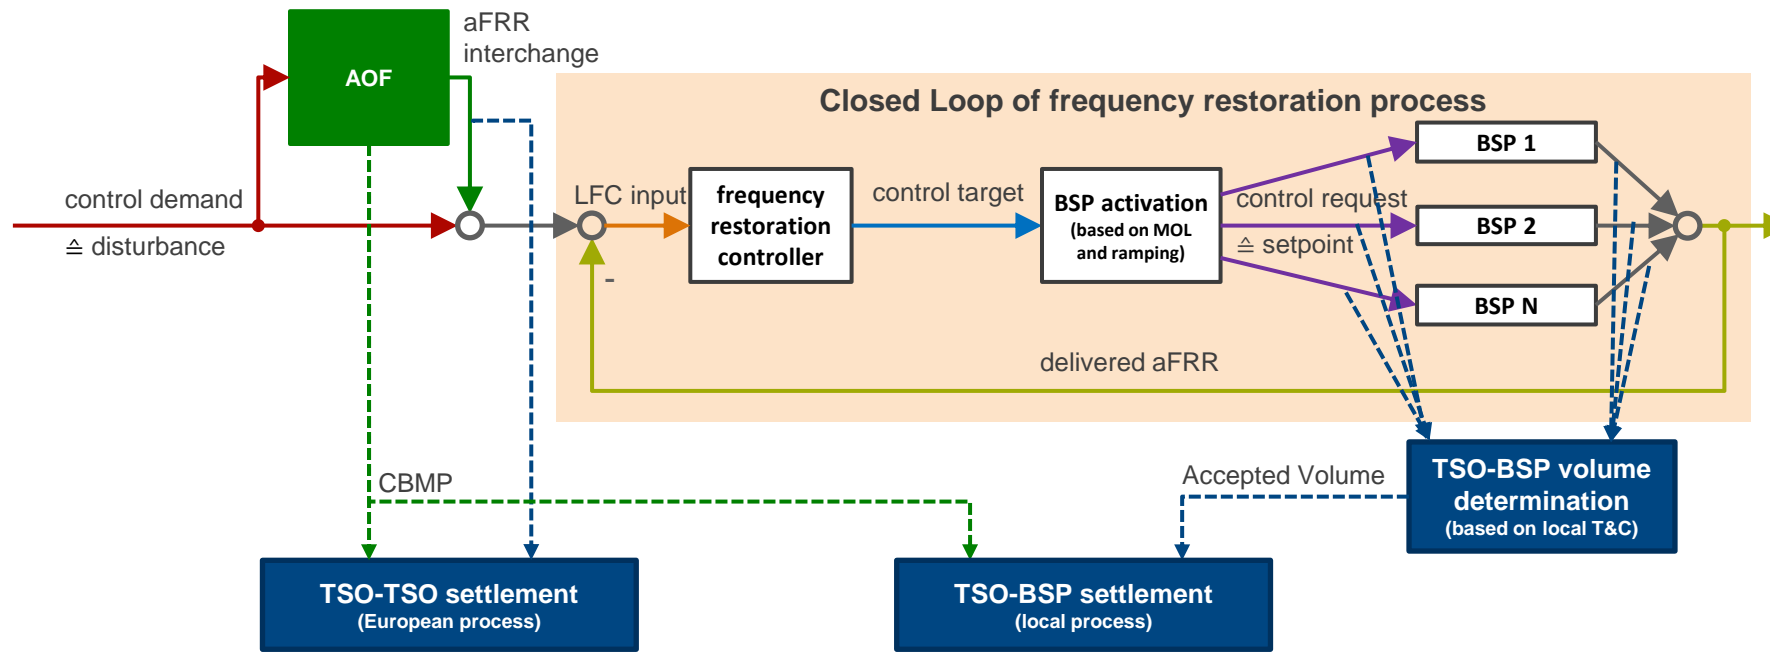 aFRR
interchange
AOF
Closed Loop of frequency restoration process
control demand
≙ disturbance
LFC input
-
frequency
restoration
controller
control target
BSP activation
(based on MOL
and ramping)
control request
≙ setpoint
BSP 1
BSP 2
BSP N
delivered aFRR
CBMP
Accepted Volume
TSO-BSP volume
determination
(based on local T&C)
TSO-TSO settlement
(European process)
TSO-BSP settlement
(local process)